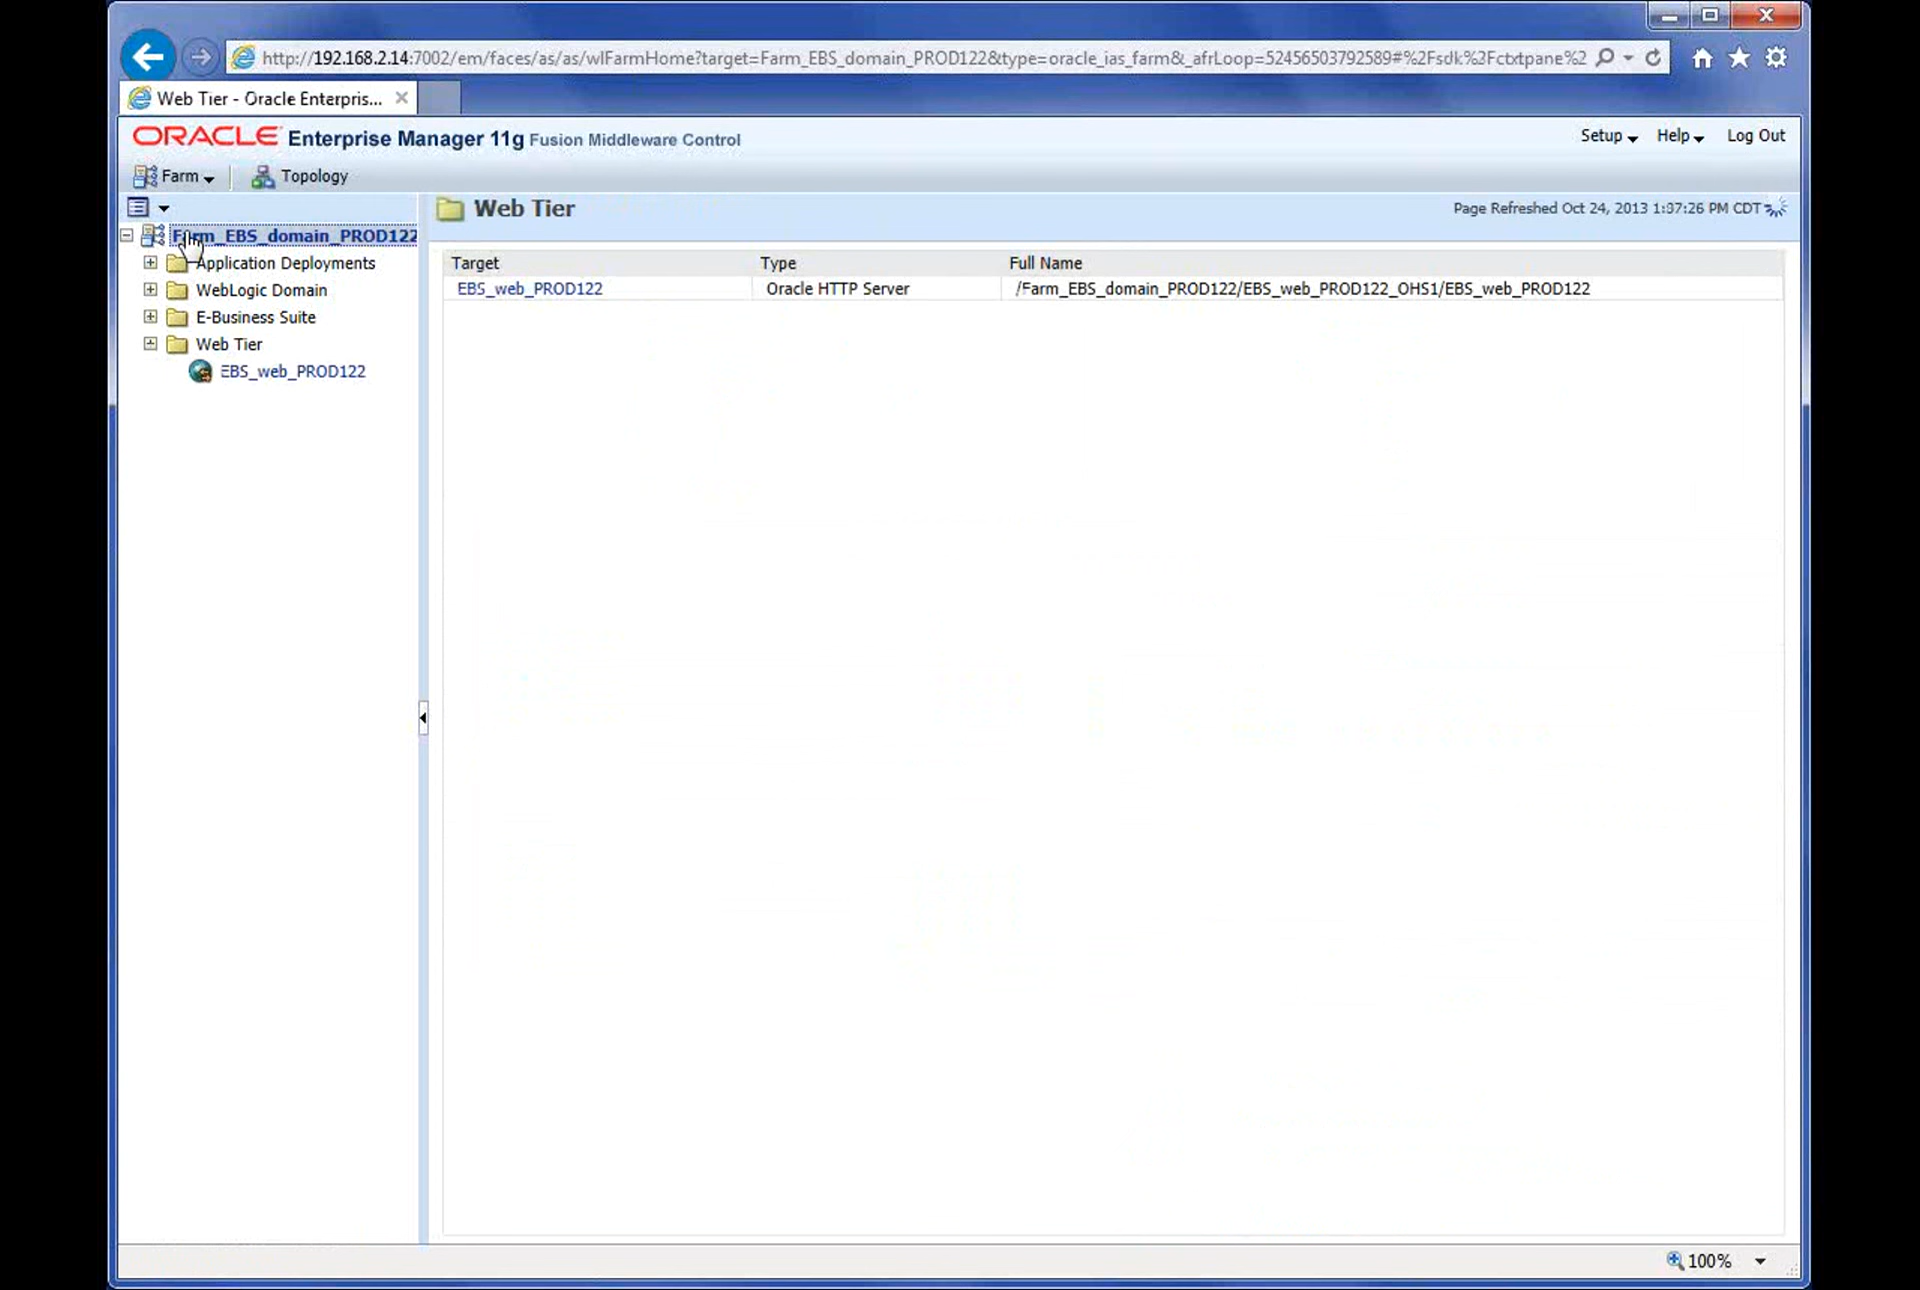 http://192.168.2.14:7002/em/faces/as/as/wlFarmHome?target=Farm_EBS_domain_PROD122&type=oracle_ias_farm&_afrLoop=52456503792589#%2Fsdk%3Fctxtpane%2
Web Tier - Oracle Enterpris...
ORACLE Enterprise Manager 11g Fusion Middleware Control
Setup Help Log Out
Farm Topology
Web Tier
Page Refreshed Oct 24, 2013 1:37:26 PM CDT
Farm_EBS_domain_PROD122
Application Deployments
WebLogic Domain
E-Business Suite
Web Tier
EBS_web_PROD122
Target Type Full Name
EBS_web_PROD122 Oracle HTTP Server /Farm_EBS_domain_PROD122/EBS_web_PROD122_OHS1/EBS_web_PROD122
100%